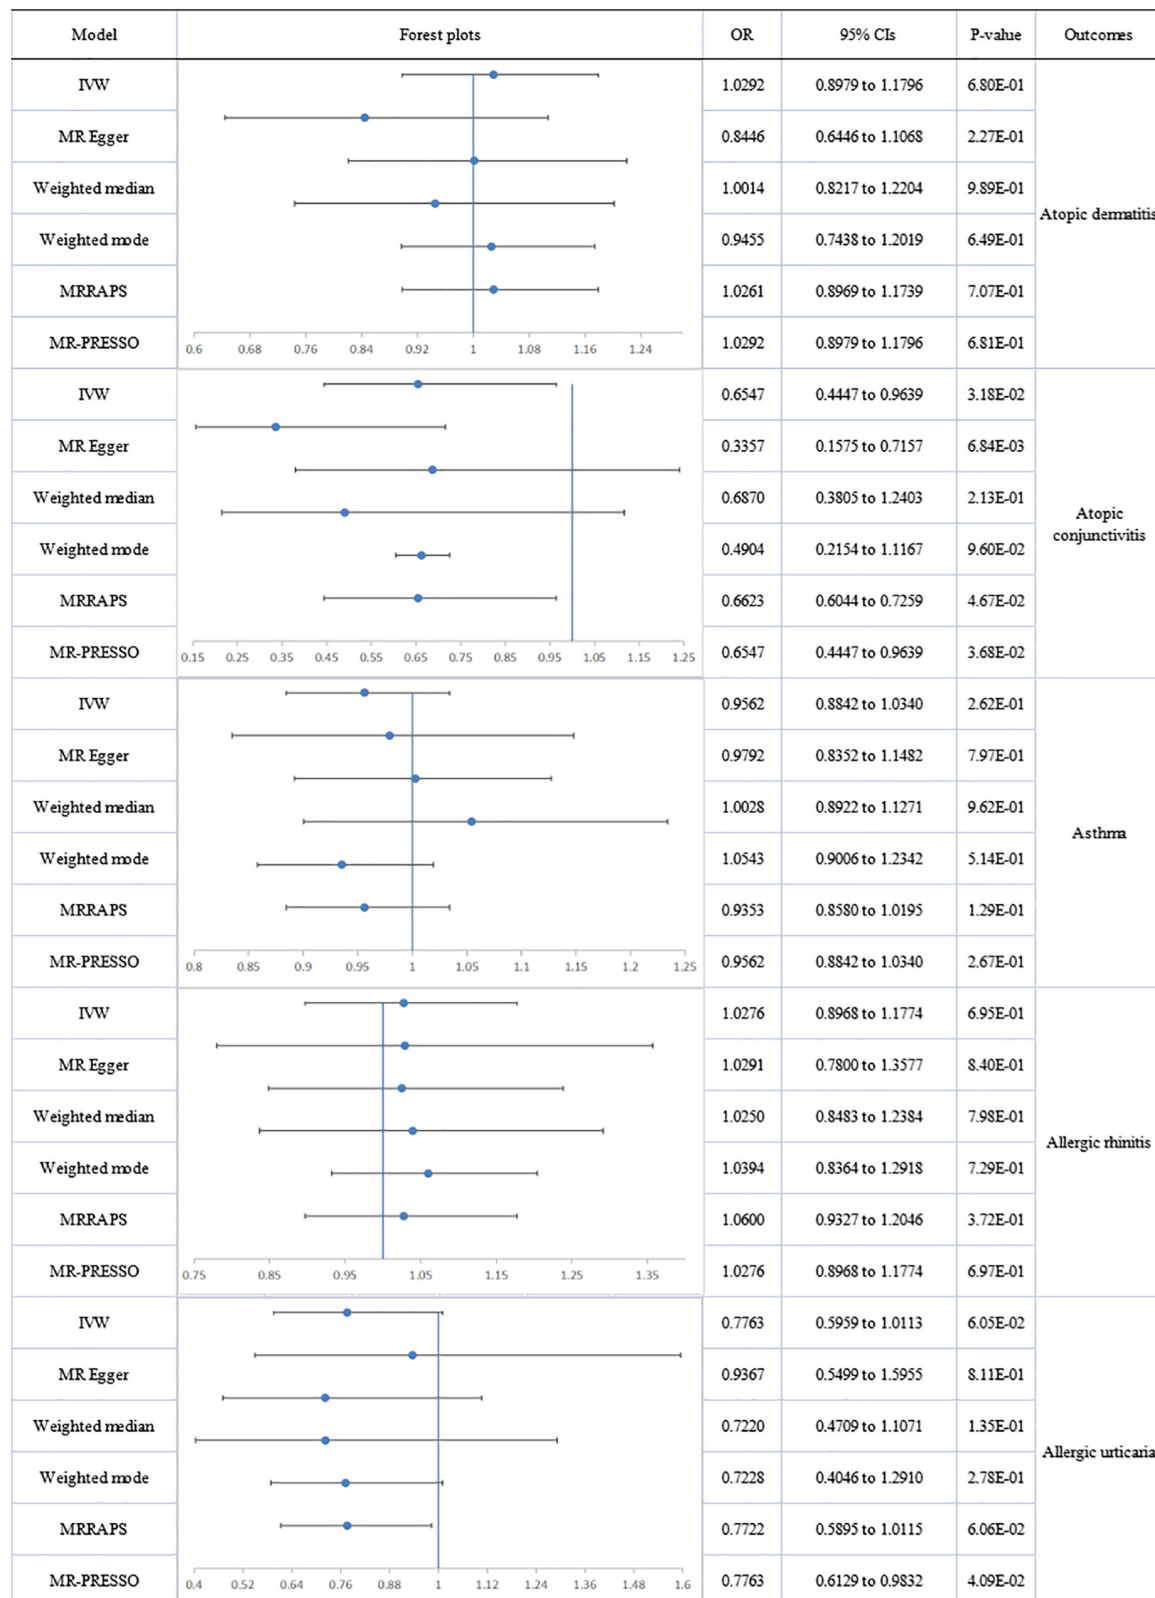 Model Forest plots OR 95% CIs P-value Outcomes
IVW 1.0292 0.8979 to 1.1796 6.80E-01
MR Egger 0.8446 0.6446 to 1.1068 2.27E-01
Weighted median 1.0014 0.8217 to 1.2204 9.89E-01
Atopic dermatitis
Weighted mode 0.9455 0.7438 to 1.2019 6.49E-01
MRRAPS 1.0261 0.8969 to 1.1739 7.07E-01
MR-PRESSO 1.0292 0.8979 to 1.1796 6.81E-01
0.6 0.68 0.76 0.84 0.92 1 1.08 1.16 1.24
IVW 0.6547 0.4447 to 0.9639 3.18E-02
MR Egger 0.3357 0.1575 to 0.7157 6.84E-03
Weighted median 0.6870 0.3805 to 1.2403 2.13E-01
Atopic
conjunctivitis
Weighted mode 0.4904 0.2154 to 1.1167 9.60E-02
MRRAPS 0.6623 0.6044 to 0.7259 4.67E-02
MR-PRESSO 0.6547 0.4447 to 0.9639 3.68E-02
0.15 0.25 0.35 0.45 0.55 0.65 0.75 0.85 0.95 1.05 1.15 1.25
IVW 0.9562 0.8842 to 1.0340 2.62E-01
MR Egger 0.9792 0.8352 to 1.1482 7.97E-01
Weighted median 1.0028 0.8922 to 1.1271 9.62E-01
Asthma
Weighted mode 1.0543 0.9006 to 1.2342 5.14E-01
MRRAPS 0.9353 0.8580 to 1.0195 1.29E-01
MR-PRESSO 0.9562 0.8842 to 1.0340 2.67E-01
0.8 0.85 0.9 0.95 1 1.05 1.1 1.15 1.2 1.25
IVW 1.0276 0.8968 to 1.1774 6.95E-01
MR Egger 1.0291 0.7800 to 1.3577 8.40E-01
Weighted median 1.0250 0.8483 to 1.2384 7.98E-01
Allergic rhinitis
Weighted mode 1.0394 0.8364 to 1.2918 7.29E-01
MRRAPS 1.0600 0.9327 to 1.2046 3.72E-01
MR-PRESSO 1.0276 0.8968 to 1.1774 6.97E-01
0.75 0.85 0.95 1.05 1.15 1.25 1.35
IVW 0.7763 0.5959 to 1.0113 6.05E-02
MR Egger 0.9367 0.5499 to 1.5955 8.11E-01
Weighted median 0.7220 0.4709 to 1.1071 1.35E-01
Allergic urticaria
Weighted mode 0.7228 0.4046 to 1.2910 2.78E-01
MRRAPS 0.7722 0.5895 to 1.0115 6.06E-02
MR-PRESSO 0.7763 0.6129 to 0.9832 4.09E-02
0.4 0.52 0.64 0.76 0.88 1 1.12 1.24 1.36 1.48 1.6